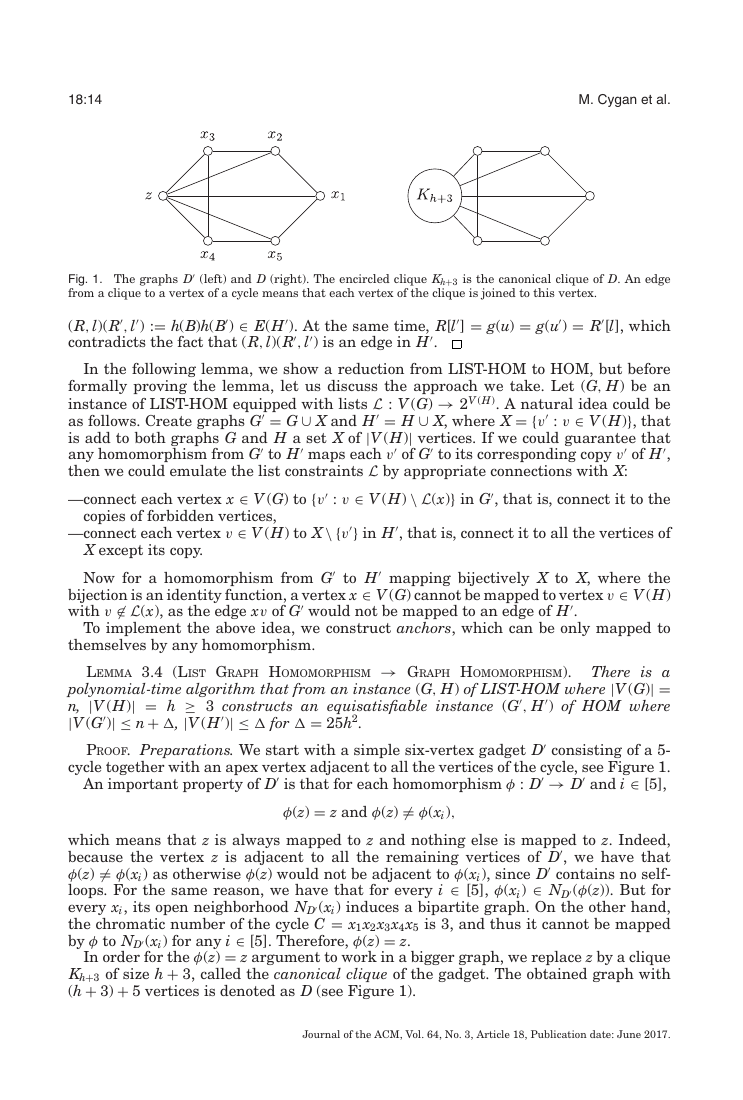 18:14 M. Cygan et al.
x3 x2
z x1
x4 x5
Kh+3
Fig. 1. The graphs D′ (left) and D (right). The encircled clique Kh+3 is the canonical clique of D. An edge
from a clique to a vertex of a cycle means that each vertex of the clique is joined to this vertex.
(R, l)(R′, l′) := h(B)h(B′) ∈ E(H′). At the same time, R[l′] = g(u) = g(u′) = R′[l], which
contradicts the fact that (R, l)(R′, l′) is an edge in H′. □
In the following lemma, we show a reduction from LIST-HOM to HOM, but before
formally proving the lemma, let us discuss the approach we take. Let (G, H) be an
instance of LIST-HOM equipped with lists ℒ : V(G) → 2^V(H). A natural idea could be
as follows. Create graphs G′ = G ∪ X and H′ = H ∪ X, where X = {v′ : v ∈ V(H)}, that
is add to both graphs G and H a set X of |V(H)| vertices. If we could guarantee that
any homomorphism from G′ to H′ maps each v′ of G′ to its corresponding copy v′ of H′,
then we could emulate the list constraints ℒ by appropriate connections with X:
—connect each vertex x ∈ V(G) to {v′ : v ∈ V(H) \ ℒ(x)} in G′, that is, connect it to the
copies of forbidden vertices,
—connect each vertex v ∈ V(H) to X \ {v′} in H′, that is, connect it to all the vertices of
X except its copy.
Now for a homomorphism from G′ to H′ mapping bijectively X to X, where the
bijection is an identity function, a vertex x ∈ V(G) cannot be mapped to vertex v ∈ V(H)
with v ∉ ℒ(x), as the edge xv of G′ would not be mapped to an edge of H′.
To implement the above idea, we construct anchors, which can be only mapped to
themselves by any homomorphism.
LEMMA 3.4 (LIST GRAPH HOMOMORPHISM → GRAPH HOMOMORPHISM). There is a
polynomial-time algorithm that from an instance (G, H) of LIST-HOM where |V(G)| =
n, |V(H)| = h ≥ 3 constructs an equisatisfiable instance (G′, H′) of HOM where
|V(G′)| ≤ n + Δ, |V(H′)| ≤ Δ for Δ = 25h².
PROOF. Preparations. We start with a simple six-vertex gadget D′ consisting of a 5-
cycle together with an apex vertex adjacent to all the vertices of the cycle, see Figure 1.
An important property of D′ is that for each homomorphism ϕ : D′ → D′ and i ∈ [5],
ϕ(z) = z and ϕ(z) ≠ ϕ(xi),
which means that z is always mapped to z and nothing else is mapped to z. Indeed,
because the vertex z is adjacent to all the remaining vertices of D′, we have that
ϕ(z) ≠ ϕ(xi) as otherwise ϕ(z) would not be adjacent to ϕ(xi), since D′ contains no self-
loops. For the same reason, we have that for every i ∈ [5], ϕ(xi) ∈ ND′(ϕ(z)). But for
every xi, its open neighborhood ND′(xi) induces a bipartite graph. On the other hand,
the chromatic number of the cycle C = x1x2x3x4x5 is 3, and thus it cannot be mapped
by ϕ to ND′(xi) for any i ∈ [5]. Therefore, ϕ(z) = z.
In order for the ϕ(z) = z argument to work in a bigger graph, we replace z by a clique
Kh+3 of size h + 3, called the canonical clique of the gadget. The obtained graph with
(h + 3) + 5 vertices is denoted as D (see Figure 1).
Journal of the ACM, Vol. 64, No. 3, Article 18, Publication date: June 2017.